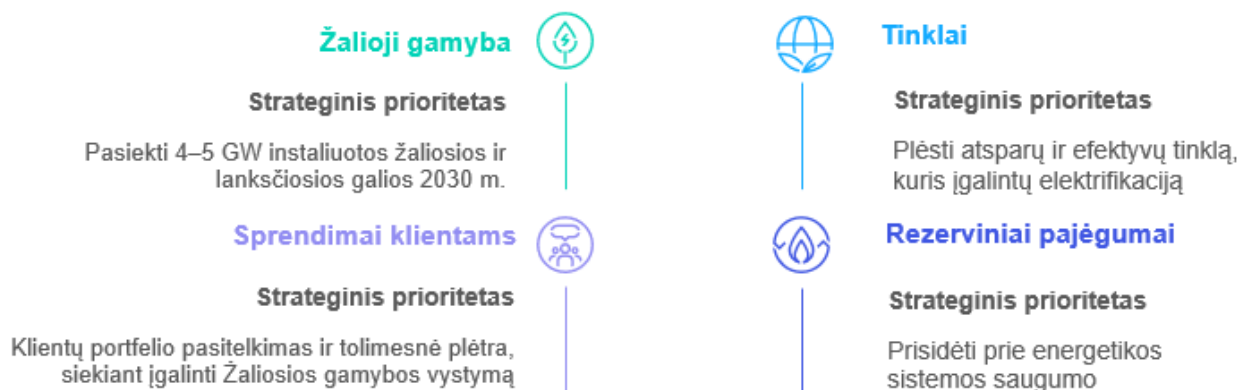 Žalioji gamyba
Strateginis prioritetas
Pasiekti 4–5 GW instaliuotos žaliosios ir
lanksčiosios galios 2030 m.
Tinklai
Strateginis prioritetas
Plėsti atsparų ir efektyvų tinklą,
kuris įgalintų elektrifikaciją
Sprendimai klientams
Strateginis prioritetas
Klientų portfelio pasitelkimas ir tolimesnė plėtra,
siekiant įgalinti Žaliosios gamybos vystymą
Rezerviniai pajėgumai
Strateginis prioritetas
Prisidėti prie energetikos
sistemos saugumo